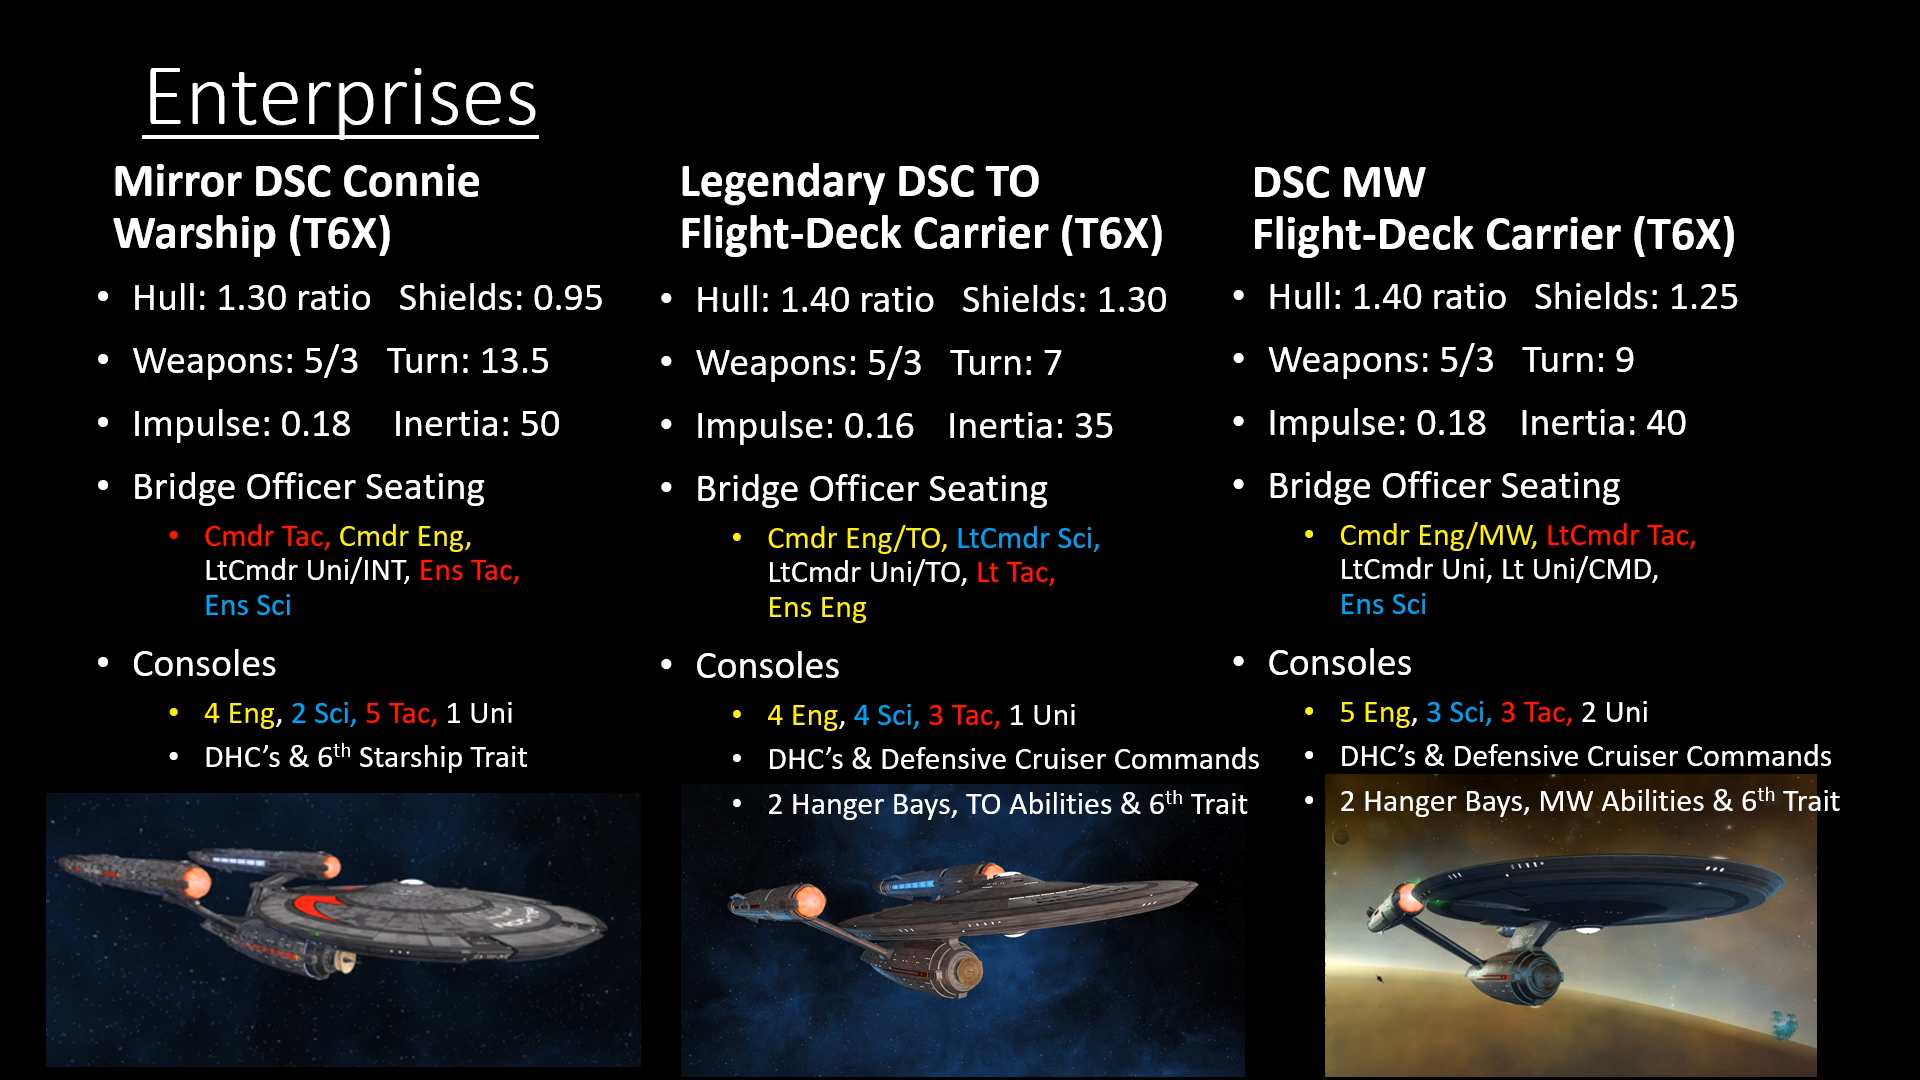 Enterprises
Mirror DSC Connie
Warship (T6X)
• Hull: 1.30 ratio Shields: 0.95
• Weapons: 5/3 Turn: 13.5
• Impulse: 0.18 Inertia: 50
• Bridge Officer Seating
• Cmdr Tac, Cmdr Eng,
LtCmdr Uni/INT, Ens Tac,
Ens Sci
• Consoles
• 4 Eng, 2 Sci, 5 Tac, 1 Uni
• DHC’s & 6th Starship Trait
Legendary DSC TO
Flight-Deck Carrier (T6X)
• Hull: 1.40 ratio Shields: 1.30
• Weapons: 5/3 Turn: 7
• Impulse: 0.16 Inertia: 35
• Bridge Officer Seating
• Cmdr Eng/TO, LtCmdr Sci,
LtCmdr Uni/TO, Lt Tac,
Ens Eng
• Consoles
• 4 Eng, 4 Sci, 3 Tac, 1 Uni
• DHC’s & Defensive Cruiser Commands
• 2 Hanger Bays, TO Abilities & 6th Trait
DSC MW
Flight-Deck Carrier (T6X)
• Hull: 1.40 ratio Shields: 1.25
• Weapons: 5/3 Turn: 9
• Impulse: 0.18 Inertia: 40
• Bridge Officer Seating
• Cmdr Eng/MW, LtCmdr Tac,
LtCmdr Uni, Lt Uni/CMD,
Ens Sci
• Consoles
• 5 Eng, 3 Sci, 3 Tac, 2 Uni
• DHC’s & Defensive Cruiser Commands
• 2 Hanger Bays, MW Abilities & 6th Trait